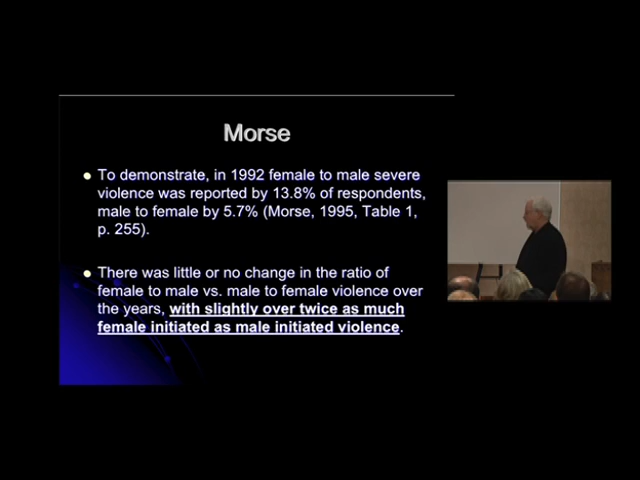 Morse
To demonstrate, in 1992 female to male severe
violence was reported by 13.8% of respondents,
male to female by 5.7% (Morse, 1995, Table 1,
p. 255).
There was little or no change in the ratio of
female to male vs. male to female violence over
the years, with slightly over twice as much
female initiated as male initiated violence.